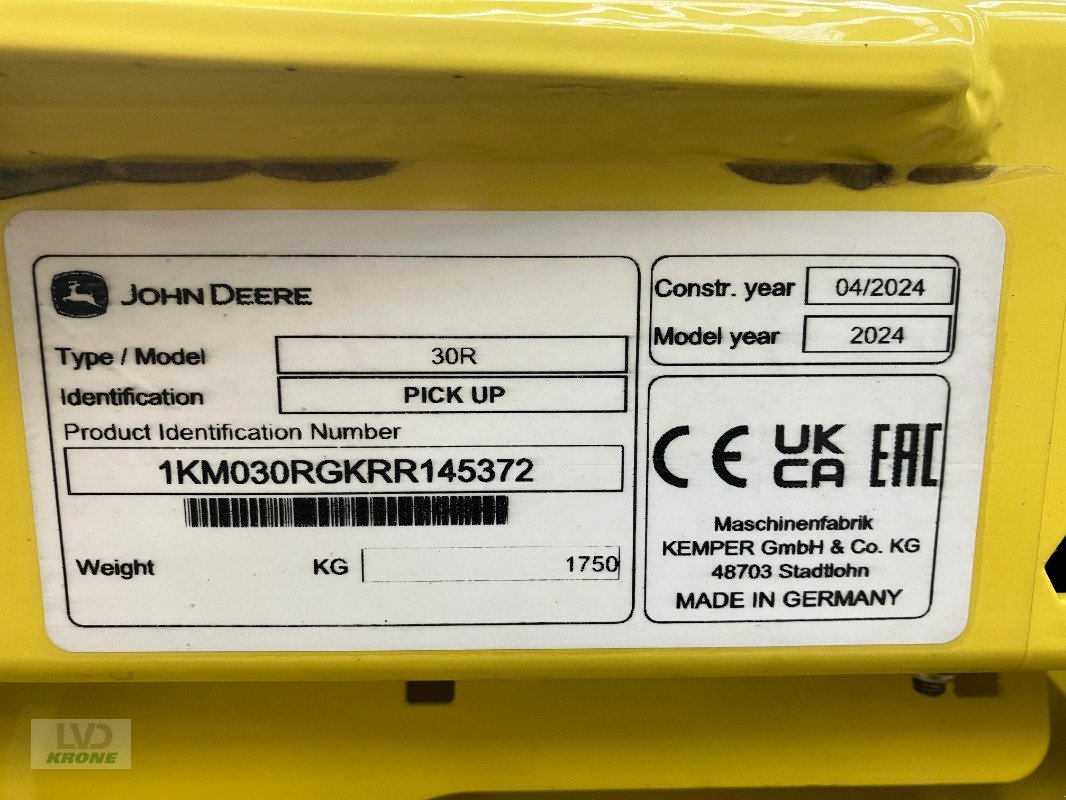 JOHN DEERE
Type / Model 30R
Identification PICK UP
Product Identification Number
1KM030RGKRR145372
Weight KG 1750
Constr. year 04/2024
Model year 2024
CE UK CA EAC
Maschinenfabrik
KEMPER GmbH & Co. KG
48703 Stadtlohn
MADE IN GERMANY
LVD
KRONE